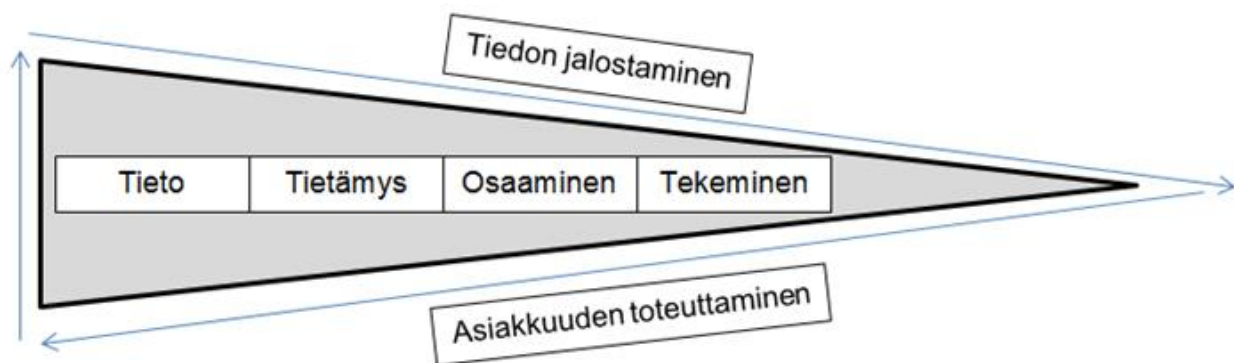 Tiedon jalostaminen
Tieto Tietämys Osaaminen Tekeminen
Asiakkuuden toteuttaminen